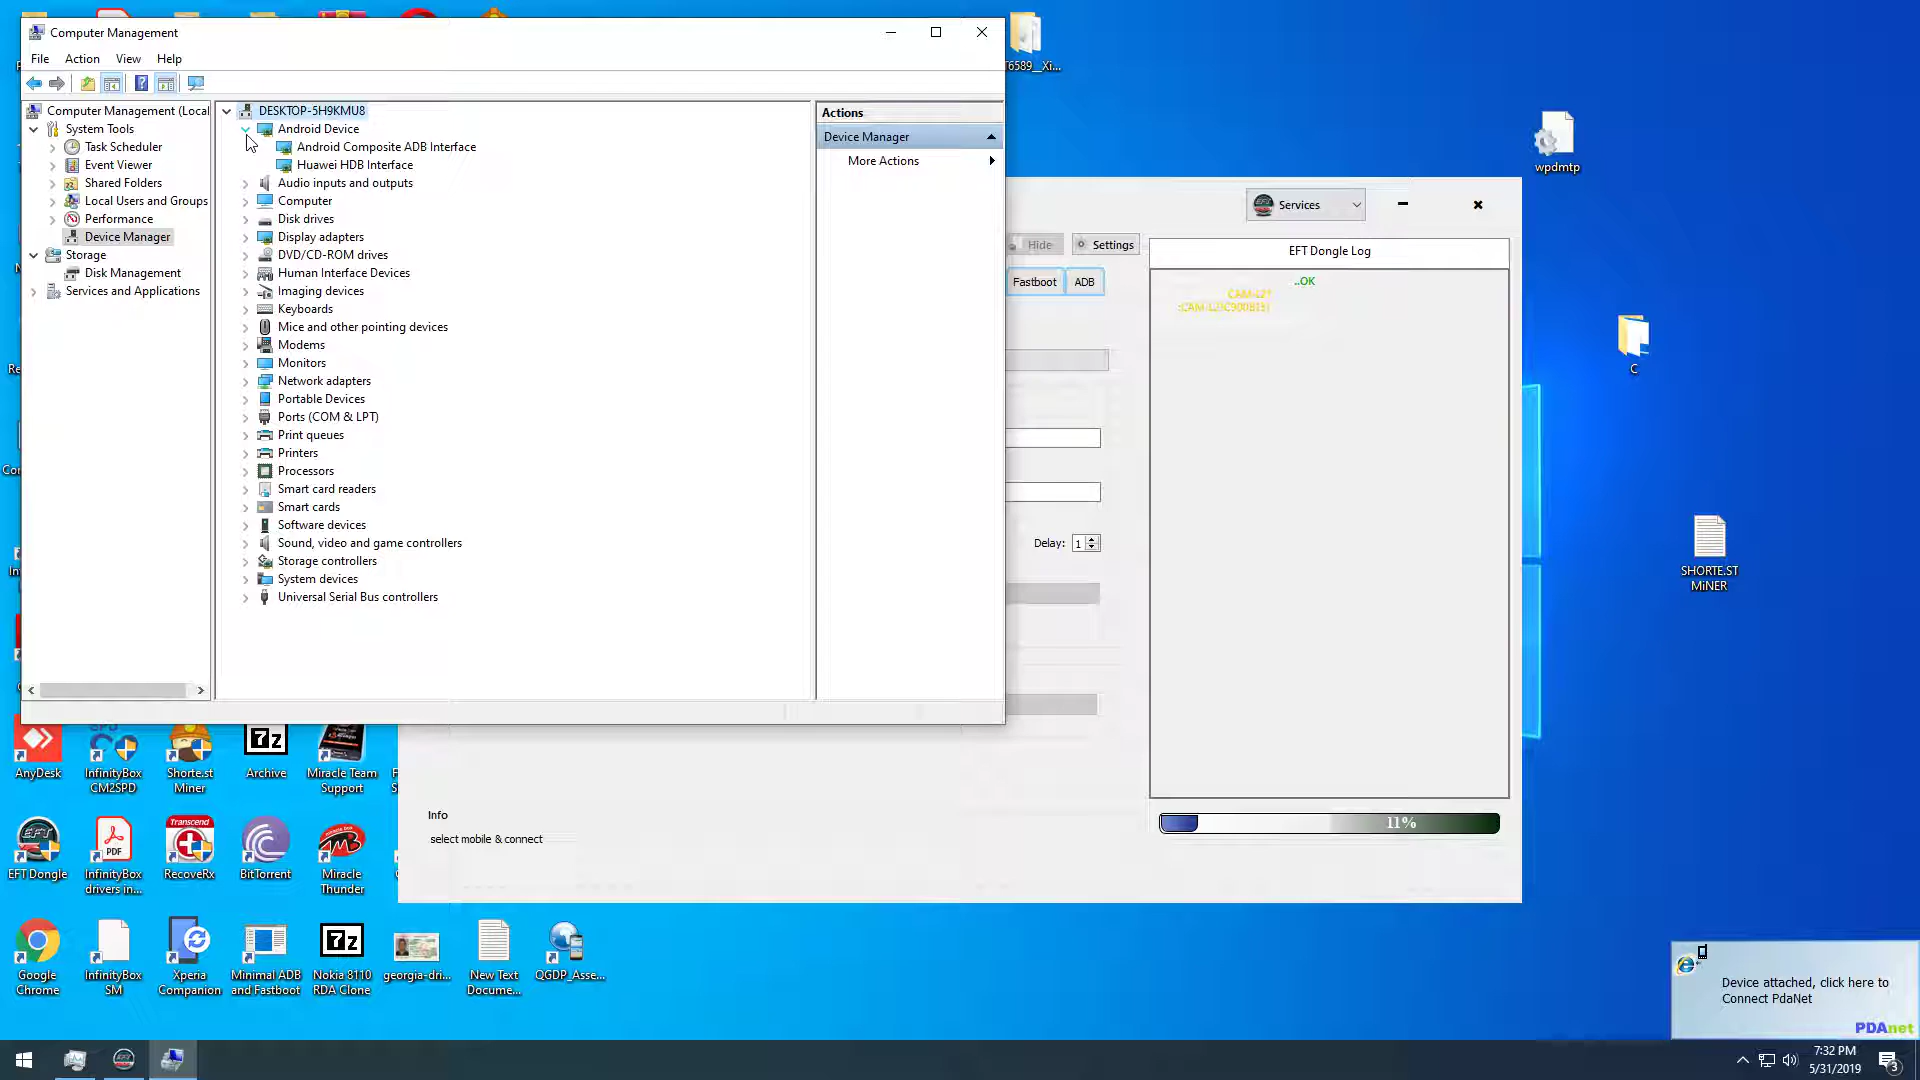 Computer Management
File Action View Help
Computer Management (Local
System Tools
Task Scheduler
Event Viewer
Shared Folders
Local Users and Groups
Performance
Device Manager
Storage
Disk Management
Services and Applications
DESKTOP-5H9KMU8
Android Device
Android Composite ADB Interface
Huawei HDB Interface
Audio inputs and outputs
Computer
Disk drives
Display adapters
DVD/CD-ROM drives
Human Interface Devices
Imaging devices
Keyboards
Mice and other pointing devices
Modems
Monitors
Network adapters
Portable Devices
Ports (COM & LPT)
Print queues
Printers
Processors
Smart card readers
Smart cards
Software devices
Sound, video and game controllers
Storage controllers
System devices
Universal Serial Bus controllers
Actions
Device Manager
More Actions
Services
Hide
Settings
Fastboot
ADB
EFT Dongle Log
..OK
Delay: 1
Info
select mobile & connect
11%
T6589__Xi...
wpdmtp
C
SHORTE.ST
MiNER
AnyDesk
InfinityBox
CM2SPD
Shorte.st
Miner
7z
Archive
Miracle Team
Support
EFT
EFT Dongle
PDF
InfinityBox
drivers in...
Transcend
RecoveRx
RecoveRx
BitTorrent
Miracle
Thunder
Google
Chrome
InfinityBox
SM
Xperia
Companion
Minimal ADB
and Fastboot
7z
Nokia 8110
RDA Clone
georgia-dri...
New Text
Docume...
QGDP_Asse...
Device attached, click here to
Connect PdaNet
PDAnet
7:32 PM
5/31/2019
3